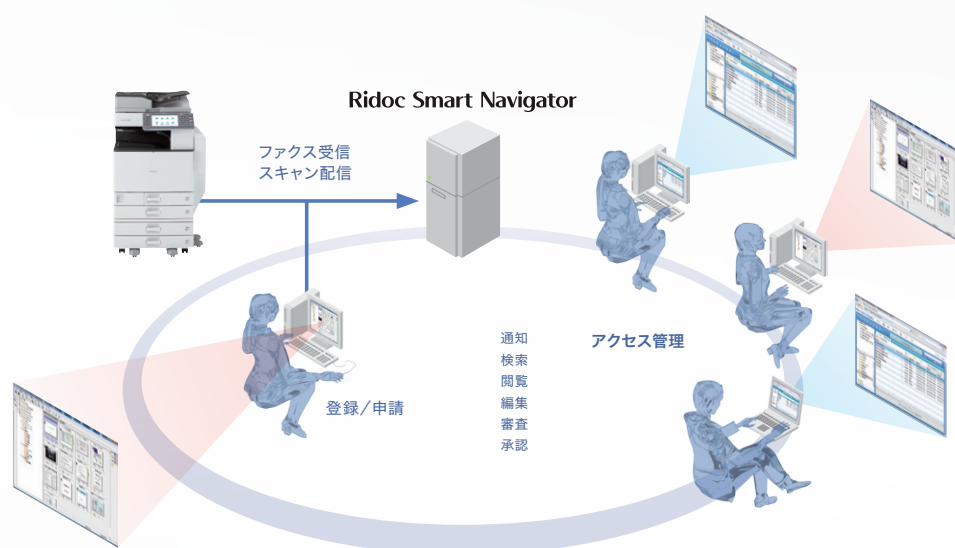 Ridoc Smart Navigator
ファクス受信
スキャン配信
通知
検索
閲覧
編集
審査
承認
アクセス管理
登録/申請